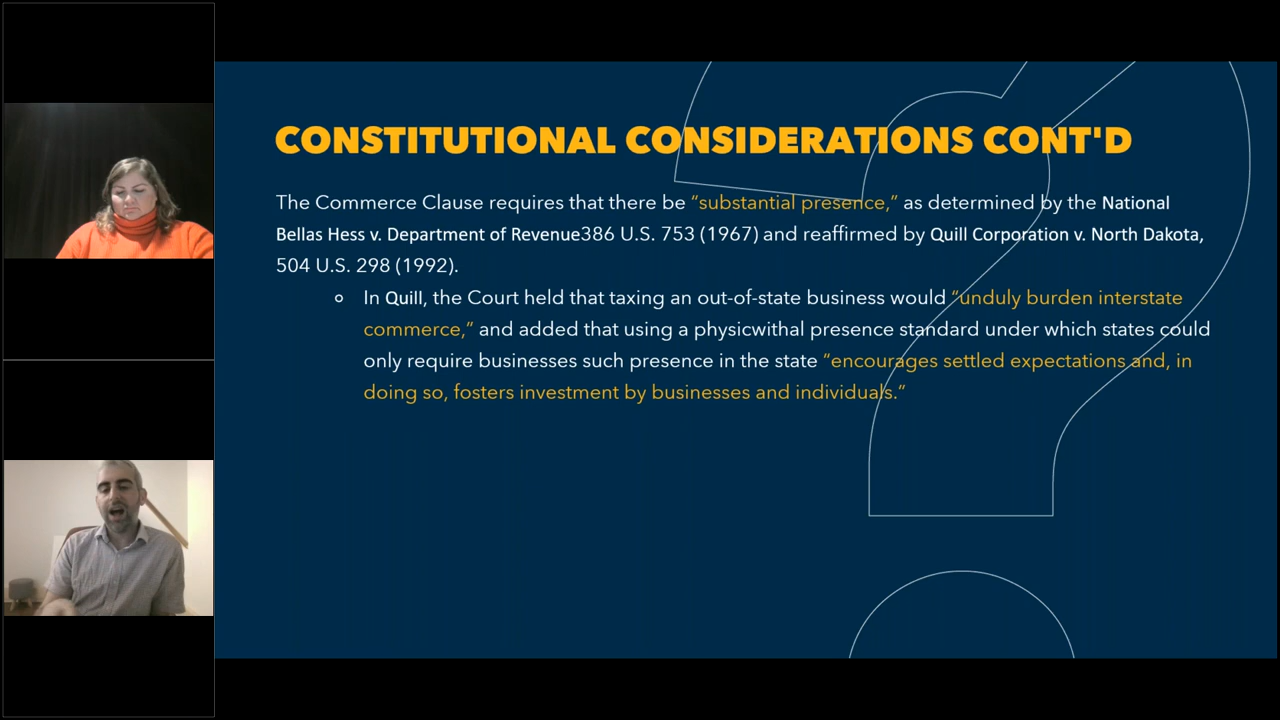 CONSTITUTIONAL CONSIDERATIONS CONT'D
The Commerce Clause requires that there be “substantial presence,” as determined by the National
Bellas Hess v. Department of Revenue386 U.S. 753 (1967) and reaffirmed by Quill Corporation v. North Dakota,
504 U.S. 298 (1992).
In Quill, the Court held that taxing an out-of-state business would “unduly burden interstate
commerce,” and added that using a physicwithal presence standard under which states could
only require businesses such presence in the state “encourages settled expectations and, in
doing so, fosters investment by businesses and individuals.”